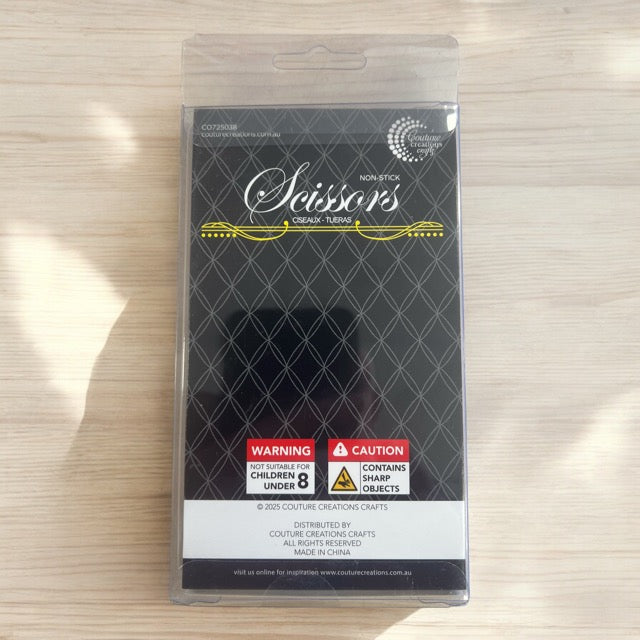 CO725038
couturecreations.com.au
Couture
creations
crafts
NON-STICK
Scissors
CISEAUX - TIJERAS
WARNING
NOT SUITABLE FOR
CHILDREN
UNDER 8
CAUTION
CONTAINS
SHARP
OBJECTS
© 2025 COUTURE CREATIONS CRAFTS
DISTRIBUTED BY
COUTURE CREATIONS CRAFTS
ALL RIGHTS RESERVED
MADE IN CHINA
visit us online for inspiration www.couturecreations.com.au